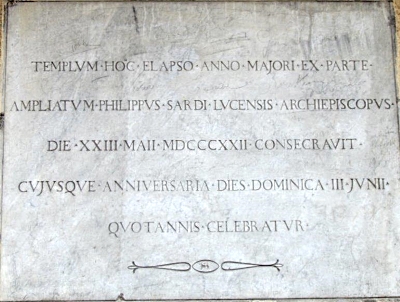 TEMPLVM·HOC·ELAPSO·ANNO·MAJORI·EX·PARTE·
AMPLIATVM·PHILIPPVS·SARDI·LVCENSIS·ARCHIEPISCOPVS·
DIE·XXIII·MAII·MDCCCXXII·CONSECRAVIT·
CVJVSQVE·ANNIVERSARIA·DIES·DOMINICA·III·JVNII·
QVOTANNIS·CELEBRATVR·